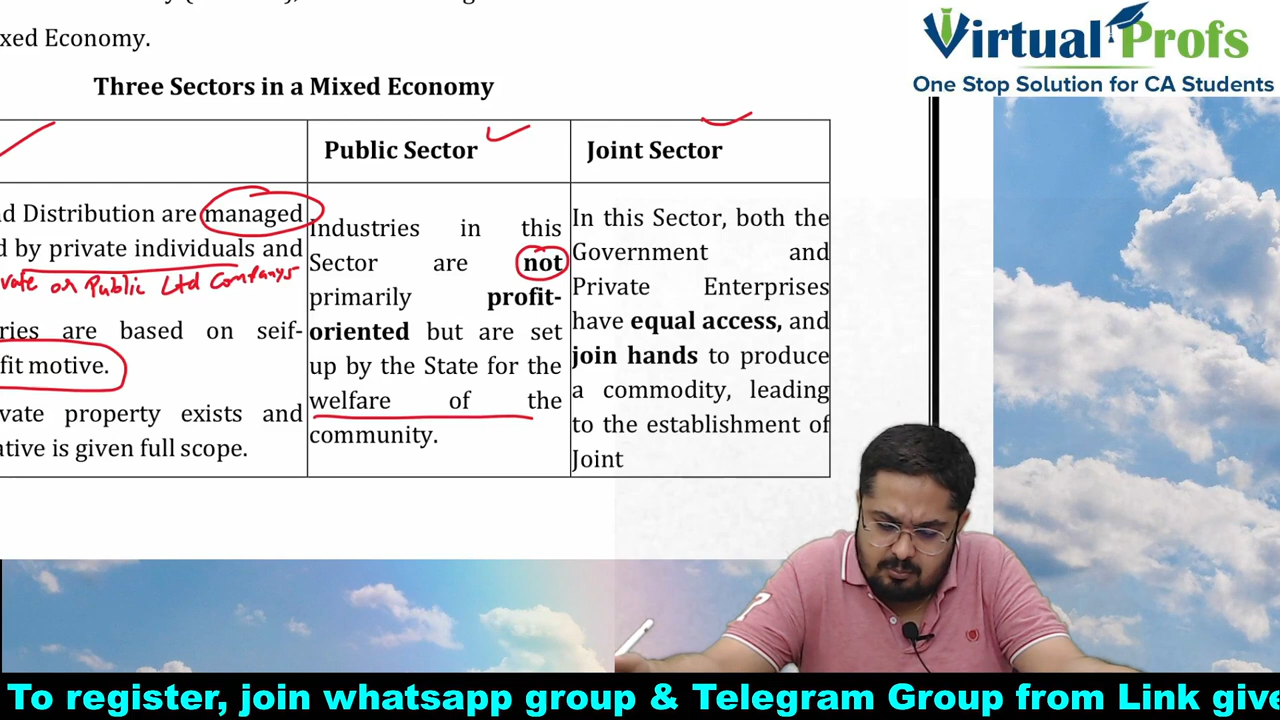 xed Economy.
Virtual Profs
One Stop Solution for CA Students
Three Sectors in a Mixed Economy
Public Sector
Joint Sector
nd Distribution are managed
d by private individuals and
vate or Public Ltd Companys
ries are based on seif-
fit motive.
vate property exists and
ative is given full scope.
Industries in this
Sector are not
primarily profit-
oriented but are set
up by the State for the
welfare of the
community.
In this Sector, both the
Government and
Private Enterprises
have equal access, and
join hands to produce
a commodity, leading
to the establishment of
Joint
To register, join whatsapp group & Telegram Group from Link give